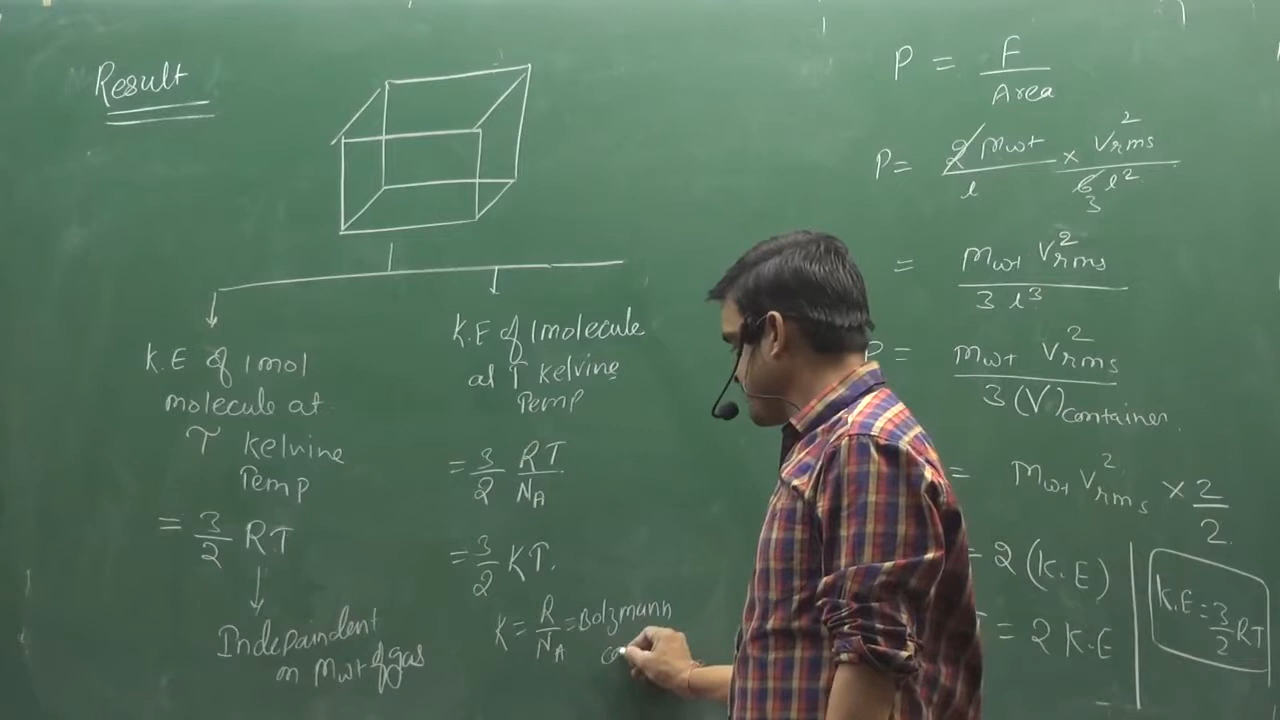 Result
K.E of 1 mol
molecule at
T Kelvine
Temp
= 3/2 RT
Indepaindent
on Mwt of gas
K.E of 1 molecule
at T Kelvine
Temp
= 3/2 RT/NA
= 3/2 KT.
K = R/NA = Bolzmann
P = F/Area
P = 2 Mwt/l × V²rms/6 l²
3
= Mwt V²rms/3 l³
P = Mwt V²rms/3 (V)container
= Mwt V²rms × 2/2
= 2 (K.E)
= 2 K.E
K.E = 3/2 RT